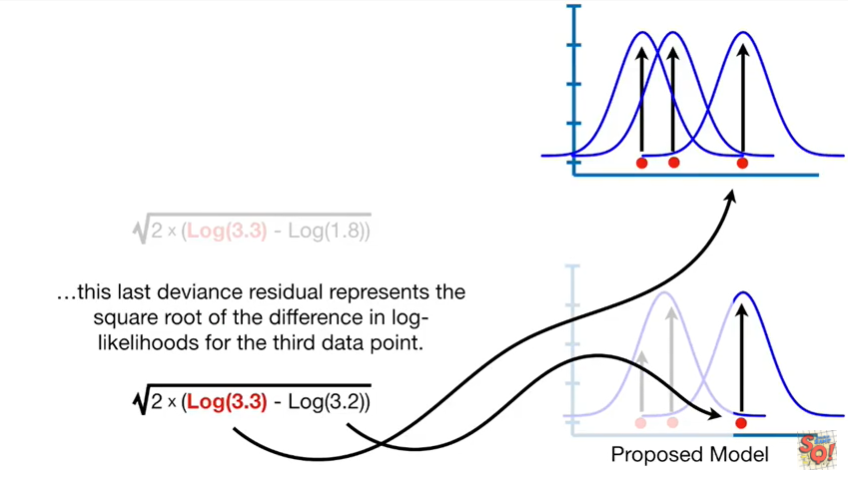 √2 × (Log(3.3) - Log(1.8))
…this last deviance residual represents the
square root of the difference in log-
likelihoods for the third data point.
√2 × (Log(3.3) - Log(3.2))
Proposed Model
SQ!